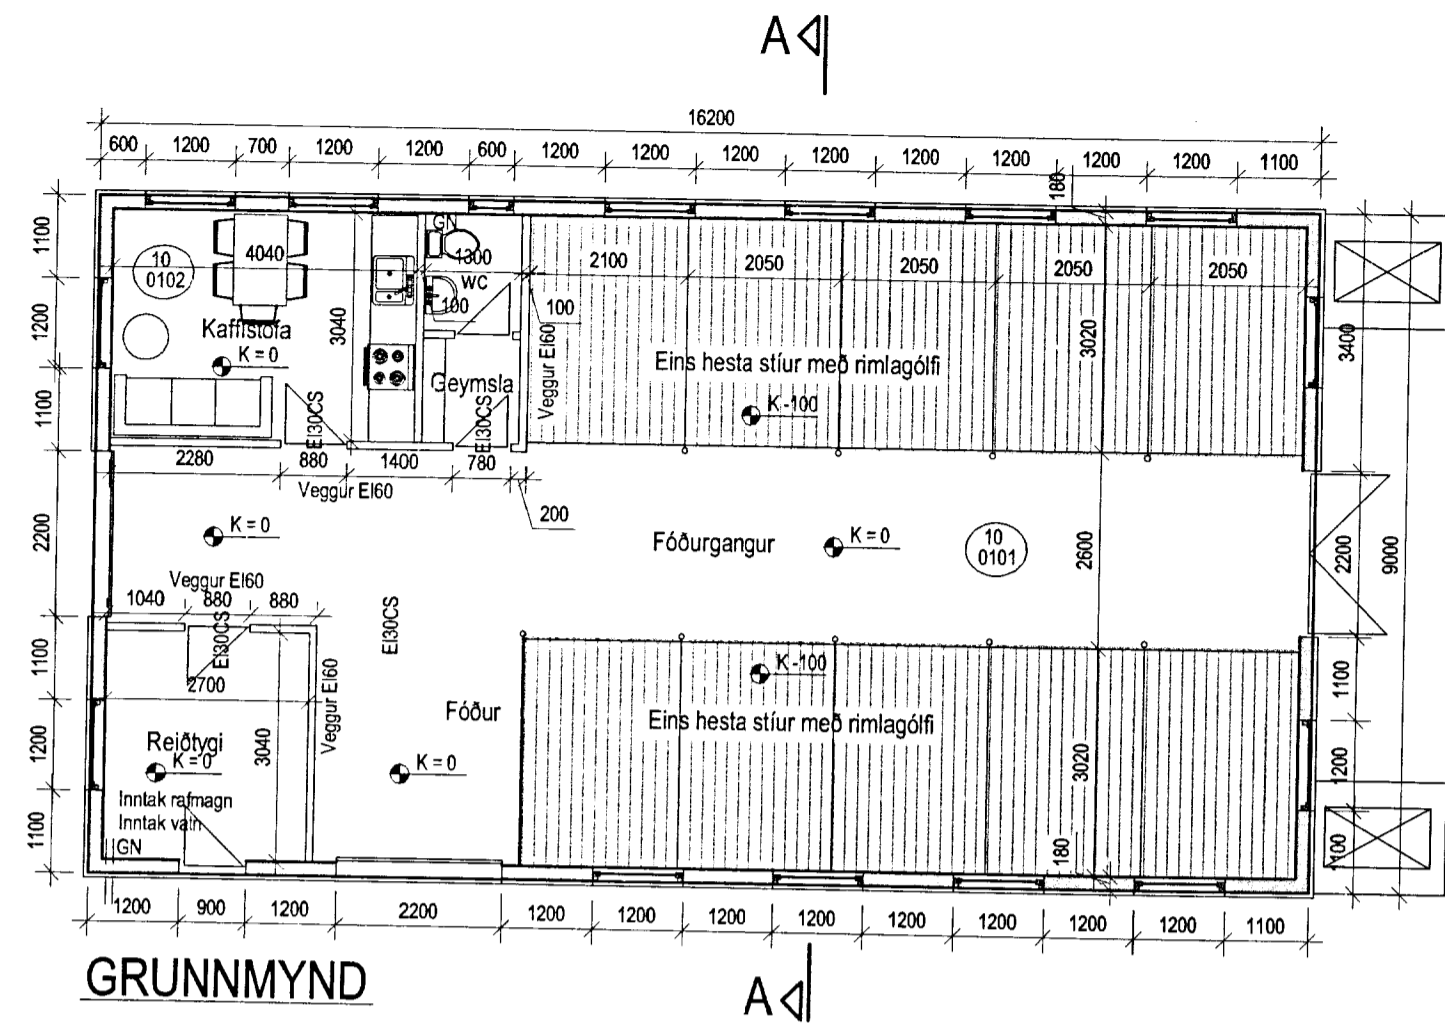 A
16200
600 1200 700 1200 1200 600 1200 1200 1200 1200 1200 1200 1200 1200 1100
180
1100
1200
1100
2200
1100
1200
1100
10
0102
4040
GN
1300
WC
100
100
2100 2050 2050 2050 2050
Kaffistofa
K = 0
3040
Geymsla
Veggur EI60
Eins hesta stíur með rimlagólfi
K -100
3020
3400
EI30CS
EI30CS
2280 880 1400 780
Veggur EI60
200
K = 0
Fóðurgangur
K = 0
10
0101
2600
2200
9000
Veggur EI60
1040 880 880
EI30CS
EI30CS
2700
Veggur EI60
K -100
Fóður
Eins hesta stíur með rimlagólfi
1100
Reiðtygi
K = 0
3040
K = 0
3020
1200
Inntak rafmagn
Inntak vatn
GN
180
1100
1200 900 1200 2200 1200 1200 1200 1200 1200 1200 1200 1200 1100
GRUNNMYND
A